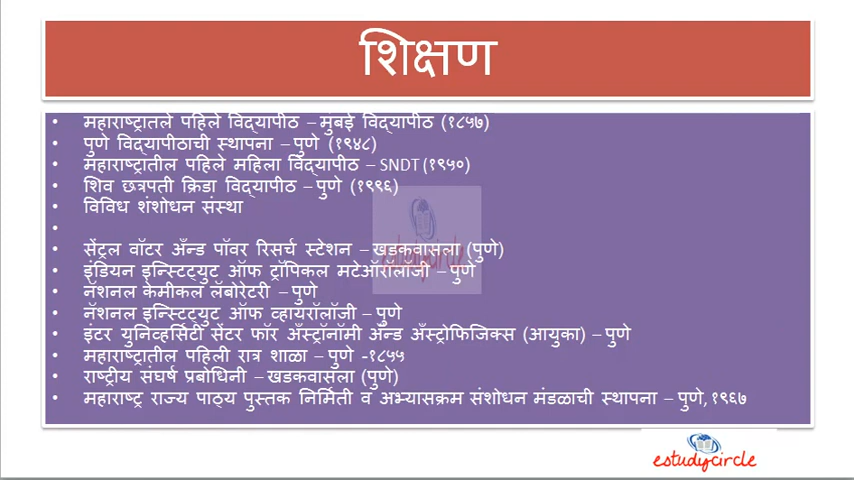 शिक्षण
• महाराष्ट्रातले पहिले विद्यापीठ – मुंबई विद्यापीठ (१८५७)
• पुणे विद्यापीठाची स्थापना – पुणे (१९४८)
• महाराष्ट्रातील पहिले महिला विद्यापीठ – SNDT (१९५०)
• शिव छत्रपती क्रिडा विद्यापीठ – पुणे (१९९६)
• विविध शंशोधन संस्था
•
• सेंट्रल वॉटर अँन्ड पॉवर रिसर्च स्टेशन – खडकवासला (पुणे)
• इंडियन इन्स्टिट्युट ऑफ ट्रॉपिकल मटेऑरॉलॉजी – पुणे
• नॅशनल केमीकल लॅबोरेटरी – पुणे
• नॅशनल इन्स्टिट्युट ऑफ व्हायरॉलॉजी – पुणे
• इंटर युनिव्हर्सिटी सेंटर फॉर अँस्ट्रॉनॉमी अँन्ड अँस्ट्रोफिजिक्स (आयुका) – पुणे
• महाराष्ट्रातील पहिली रात्र शाळा – पुणे -१८५५
• राष्ट्रीय संघर्ष प्रबोधिनी – खडकवासला (पुणे)
• महाराष्ट्र राज्य पाठ्य पुस्तक निर्मिती व अभ्यासक्रम संशोधन मंडळाची स्थापना – पुणे, १९६७
estudycircle